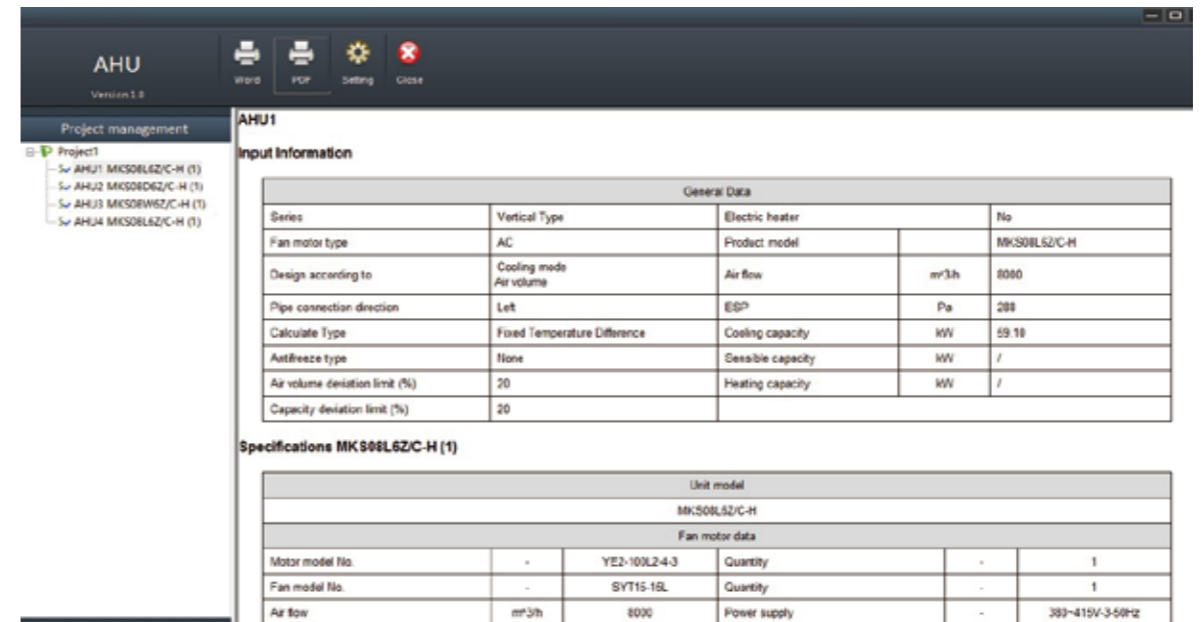 AHU
Version 1.0
Word PDF Setting Close
Project management
Project1
AHU1 MKS08L6Z/C-H (1)
AHU2 MKS08D6Z/C-H (1)
AHU3 MKS08W6Z/C-H (1)
AHU4 MKS08L6Z/C-H (1)
AHU1
Input Information
General Data
Series Vertical Type Electric heater No
Fan motor type AC Product model MKS08L6Z/C-H
Design according to Cooling mode Air flow m^3/h 8000
Air volume
Pipe connection direction Left ESP Pa
Calculate Type Fixed Temperature Difference Cooling capacity kW 59.10
Antifreeze type None Sensible capacity kW /
Air volume deviation limit (%) 20 Heating capacity kW /
Capacity deviation limit (%) 20
Specifications MKS08L6Z/C-H (1)
Unit model
MKS08L6Z/C-H
Fan motor data
Motor model No. - YE2-100L2-4-3 Quantity - 1
Fan model No. - SYT15-15L Quantity - 1
Air flow m^3/h 8000 Power supply - 380~415V-3-50Hz